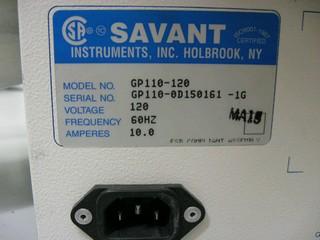 SAVANT
INSTRUMENTS, INC. HOLBROOK, NY
MODEL NO. GP110-120
SERIAL NO. GP110-0D150161 -1G
VOLTAGE 120
FREQUENCY 60HZ
AMPERES 10.0
MA15